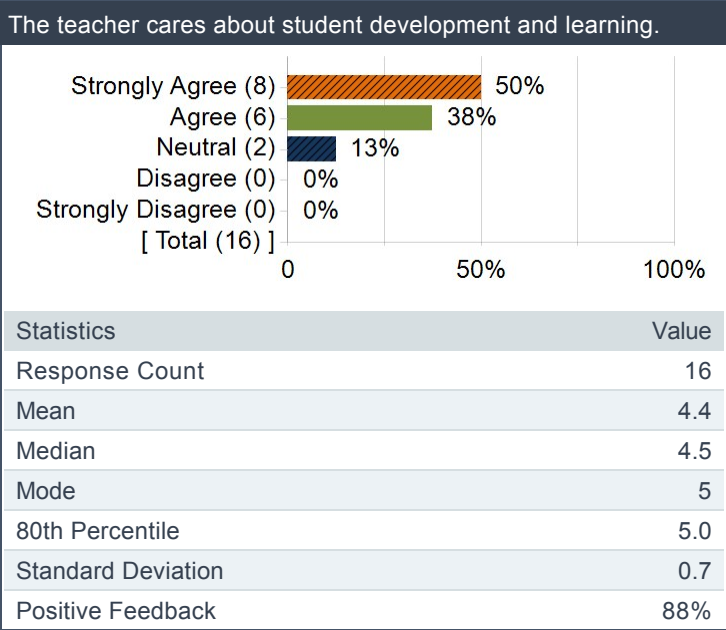 The teacher cares about student development and learning.
Strongly Agree (8) 50%
Agree (6) 38%
Neutral (2) 13%
Disagree (0) 0%
Strongly Disagree (0) 0%
[ Total (16) ]
0 50% 100%
Statistics Value
Response Count 16
Mean 4.4
Median 4.5
Mode 5
80th Percentile 5.0
Standard Deviation 0.7
Positive Feedback 88%